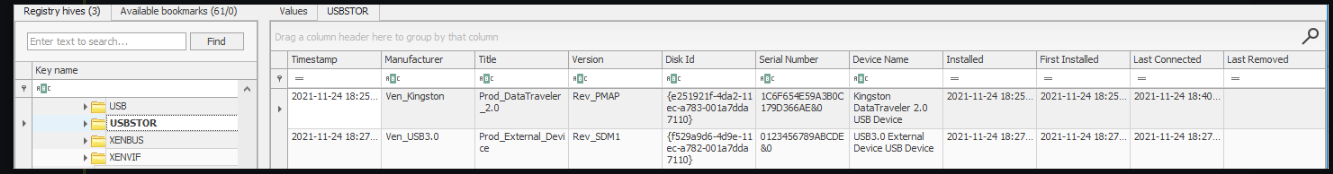 Registry hives (3) Available bookmarks (61/0) Values USBSTOR
Enter text to search... Find
Drag a column header here to group by that column
Key name
Timestamp Manufacturer Title Version Disk Id Serial Number Device Name Installed First Installed Last Connected Last Removed
= = = = =
USB
USBSTOR
XENBUS
XENVIF
2021-11-24 18:25... Ven_Kingston Prod_DataTraveler Rev_PMAP {e251921f-4da2-11 1C6F654E59A3B0C Kingston 2021-11-24 18:25... 2021-11-24 18:25... 2021-11-24 18:40...
_2.0 ec-a783-001a7dda 179D366AE&0 DataTraveler 2.0
7110} USB Device
2021-11-24 18:27... Ven_USB3.0 Prod_External_Devi Rev_SDM1 {f529a9d6-4d9e-11 0123456789ABCDE USB3.0 External 2021-11-24 18:27... 2021-11-24 18:27... 2021-11-24 18:27...
ce ec-a782-001a7dda &0 Device USB Device
7110}